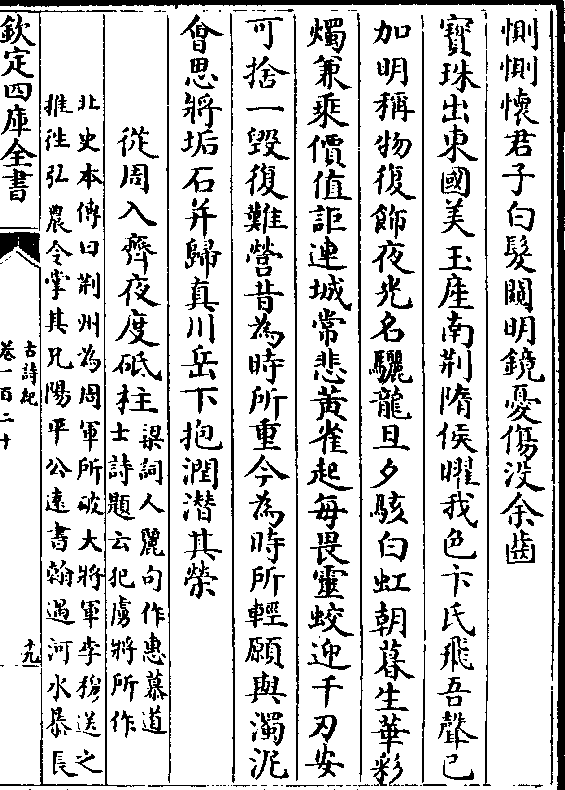 惻惻懷君子白髮闚明鏡憂傷没余齒
寳珠出東國美玉産南荆隋侯曜我色卞氏飛吾聲已
加明稱物復飾夜光名驪龍旦夕駭白虹朝暮生華彩
燭兼乘價值詎連城常悲黃雀起每畏靈蛟迎千刃安
可捨一毁復難營昔為時所重今為時所輕願與濁泥
㑹思將垢石并歸真川岳下抱潤潜其榮
從周入齊夜度砥柱
梁詞人麗句作惠慕道
士詩題云犯虜將所作
北史本傳曰荆州為周軍所破大將軍李穆送之
推徃弘農令掌其兄陽平公遠書翰遇河水暴長
欽定四庫全書
古詩紀
卷一百二十
九